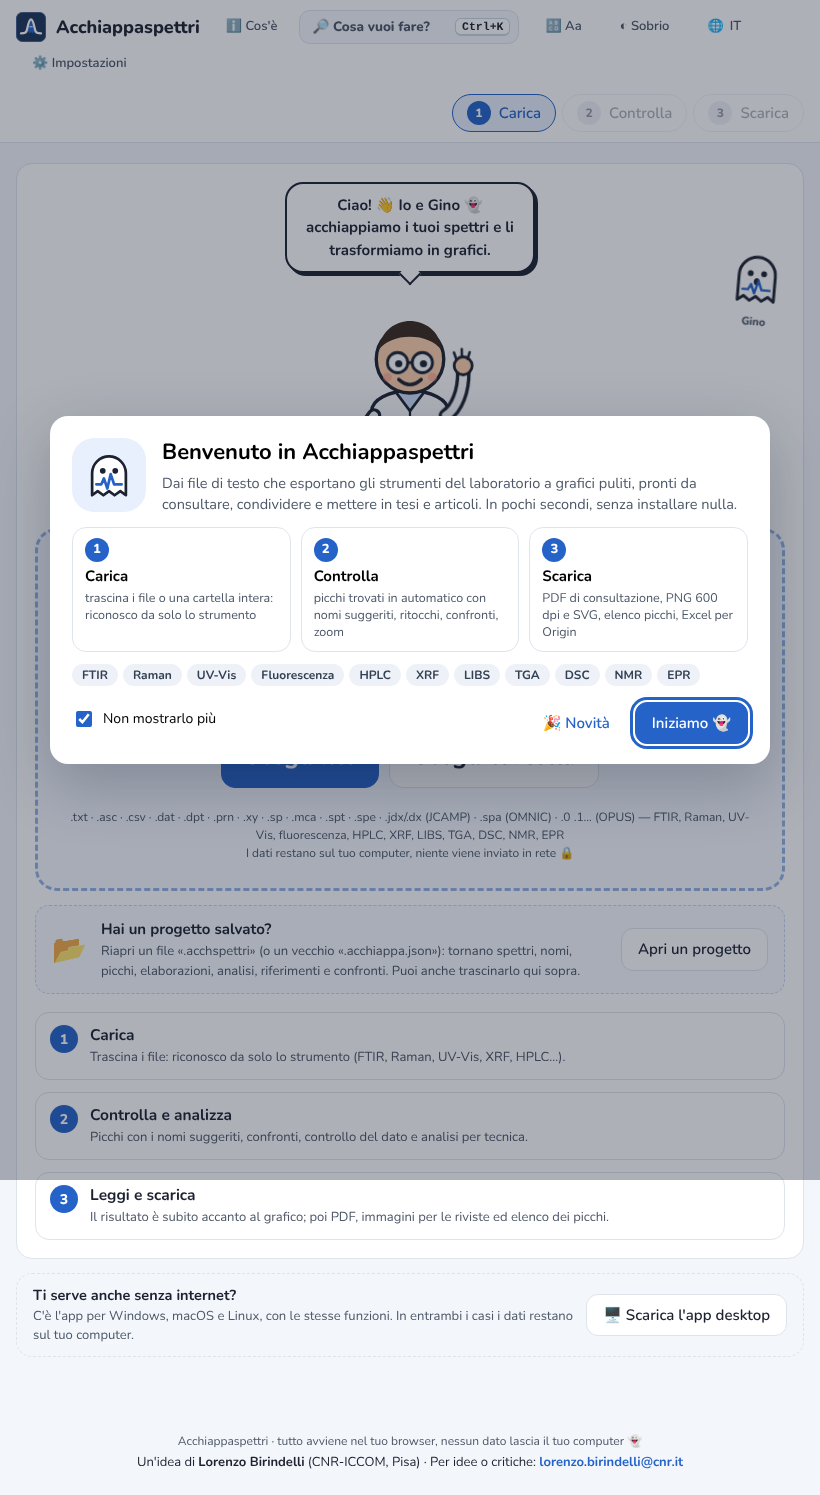 Acchiappaspettri
ℹ️ Cos'è
🔎 Cosa vuoi fare? Ctrl+K
🔠 Aa
Sobrio
🌐 IT
⚙️ Impostazioni
1 Carica
2 Controlla
3 Scarica
Ciao! 👋 Io e Gino 👻
acchiappiamo i tuoi spettri e li
trasformiamo in grafici.
Gino
Benvenuto in Acchiappaspettri
Dai file di testo che esportano gli strumenti del laboratorio a grafici puliti, pronti da
consultare, condividere e mettere in tesi e articoli. In pochi secondi, senza installare nulla.
1
Carica
trascina i file o una cartella intera:
riconosco da solo lo strumento
2
Controlla
picchi trovati in automatico con
nomi suggeriti, ritocchi, confronti,
zoom
3
Scarica
PDF di consultazione, PNG 600
dpi e SVG, elenco picchi, Excel per
Origin
FTIR Raman UV-Vis Fluorescenza HPLC XRF LIBS TGA DSC NMR EPR
Non mostrarlo più
🎉 Novità
Iniziamo 👻
.txt · .asc · .csv · .dat · .dpt · .prn · .xy · .sp · .mca · .spt · .spe · .jdx/.dx (JCAMP) · .spa (OMNIC) · .0 .1… (OPUS) — FTIR, Raman, UV-
Vis, fluorescenza, HPLC, XRF, LIBS, TGA, DSC, NMR, EPR
I dati restano sul tuo computer, niente viene inviato in rete 🔒
Hai un progetto salvato?
Riapri un file «.acchspettri» (o un vecchio «.acchiappa.json»): tornano spettri, nomi,
picchi, elaborazioni, analisi, riferimenti e confronti. Puoi anche trascinarlo qui sopra.
Apri un progetto
1 Carica
Trascina i file: riconosco da solo lo strumento (FTIR, Raman, UV-Vis, XRF, HPLC…).
2 Controlla e analizza
Picchi con i nomi suggeriti, confronti, controllo del dato e analisi per tecnica.
3 Leggi e scarica
Il risultato è subito accanto al grafico; poi PDF, immagini per le riviste ed elenco dei picchi.
Ti serve anche senza internet?
C'è l'app per Windows, macOS e Linux, con le stesse funzioni. In entrambi i casi i dati restano
sul tuo computer.
🖥️ Scarica l'app desktop
Acchiappaspettri · tutto avviene nel tuo browser, nessun dato lascia il tuo computer 👻
Un'idea di Lorenzo Birindelli (CNR-ICCOM, Pisa) · Per idee o critiche: lorenzo.birindelli@cnr.it